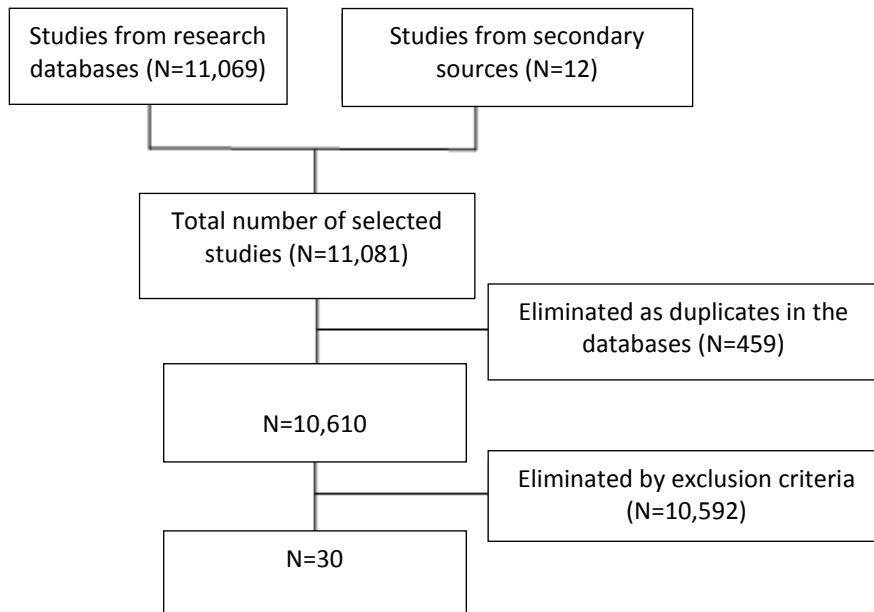 Studies from research
databases (N=11,069)
Studies from secondary
sources (N=12)
Total number of selected
studies (N=11,081)
Eliminated as duplicates in the
databases (N=459)
N=10,610
Eliminated by exclusion criteria
(N=10,592)
N=30